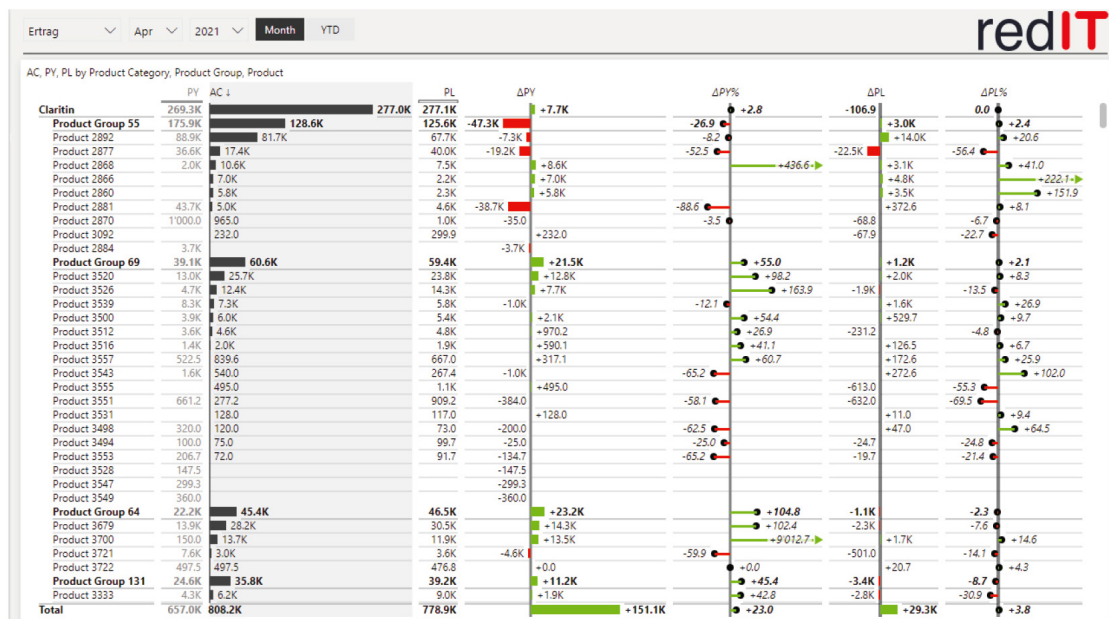 Ertrag Apr 2021 Month YTD redIT
AC, PY, PL by Product Category, Product Group, Product
PY AC ↓ PL ΔPY ΔPY% ΔPL ΔPL%
Claritin 269.3K 277.0K 277.1K +7.7K +2.8 -106.9 0.0
Product Group 55 175.9K 128.6K 125.6K -47.3K -26.9 +3.0K +2.4
Product 2892 88.9K 81.7K 67.7K -7.3K -8.2 +14.0K +20.6
Product 2877 36.6K 17.4K 40.0K -19.2K -52.5 -22.5K -56.4
Product 2868 2.0K 10.6K 7.5K +8.6K +436.6 +3.1K +41.0
Product 2866 7.0K 2.2K +7.0K +4.8K +222.1
Product 2860 5.8K 2.3K +5.8K +3.5K +151.9
Product 2881 43.7K 5.0K 4.6K -38.7K -88.6 +372.6 +8.1
Product 2870 1'000.0 965.0 1.0K -35.0 -3.5 -68.8 -6.7
Product 3092 232.0 299.9 +232.0 -67.9 -22.7
Product 2884 3.7K -3.7K
Product Group 69 39.1K 60.6K 59.4K +21.5K +55.0 +1.2K +2.1
Product 3520 13.0K 25.7K 23.8K +12.8K +98.2 +2.0K +8.3
Product 3526 4.7K 12.4K 14.3K +7.7K +163.9 -1.9K -13.5
Product 3539 8.3K 7.3K 5.8K -1.0K -12.1 +1.6K +26.9
Product 3500 3.9K 6.0K 5.4K +2.1K +54.4 +529.7 +9.7
Product 3512 3.6K 4.6K 4.8K +970.2 +26.9 -231.2 -4.8
Product 3516 1.4K 2.0K 1.9K +590.1 +41.1 +126.5 +6.7
Product 3557 522.5 839.6 667.0 +317.1 +60.7 +172.6 +25.9
Product 3543 1.6K 540.0 267.4 -1.0K -65.2 +272.6 +102.0
Product 3555 495.0 1.1K +495.0 -613.0 -55.3
Product 3551 661.2 277.2 909.2 -384.0 -58.1 -632.0 -69.5
Product 3531 128.0 117.0 +128.0 +11.0 +9.4
Product 3498 320.0 120.0 73.0 -200.0 -62.5 +47.0 +64.5
Product 3494 100.0 75.0 99.7 -25.0 -25.0 -24.7 -24.8
Product 3553 206.7 72.0 91.7 -134.7 -65.2 -19.7 -21.4
Product 3528 147.5 -147.5
Product 3547 299.3 -299.3
Product 3549 360.0 -360.0
Product Group 64 22.2K 45.4K 46.5K +23.2K +104.8 -1.1K -2.3
Product 3679 13.9K 28.2K 30.5K +14.3K +102.4 -2.3K -7.6
Product 3700 150.0 13.7K 11.9K +13.5K +9'012.7 +1.7K +14.6
Product 3721 7.6K 3.0K 3.6K -4.6K -59.9 -501.0 -14.1
Product 3722 497.5 497.5 476.8 +0.0 +0.0 +20.7 +4.3
Product Group 131 24.6K 35.8K 39.2K +11.2K +45.4 -3.4K -8.7
Product 3333 4.3K 6.2K 9.0K +1.9K +42.8 -2.8K -30.9
Total 657.0K 808.2K 778.9K +151.1K +23.0 +29.3K +3.8